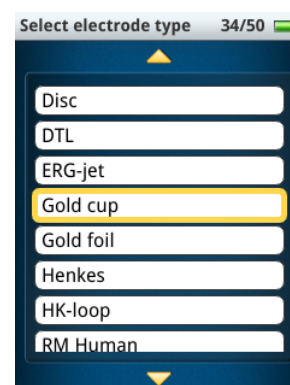 Select electrode type 34/50
Disc
DTL
ERG-jet
Gold cup
Gold foil
Henkes
HK-loop
RM Human